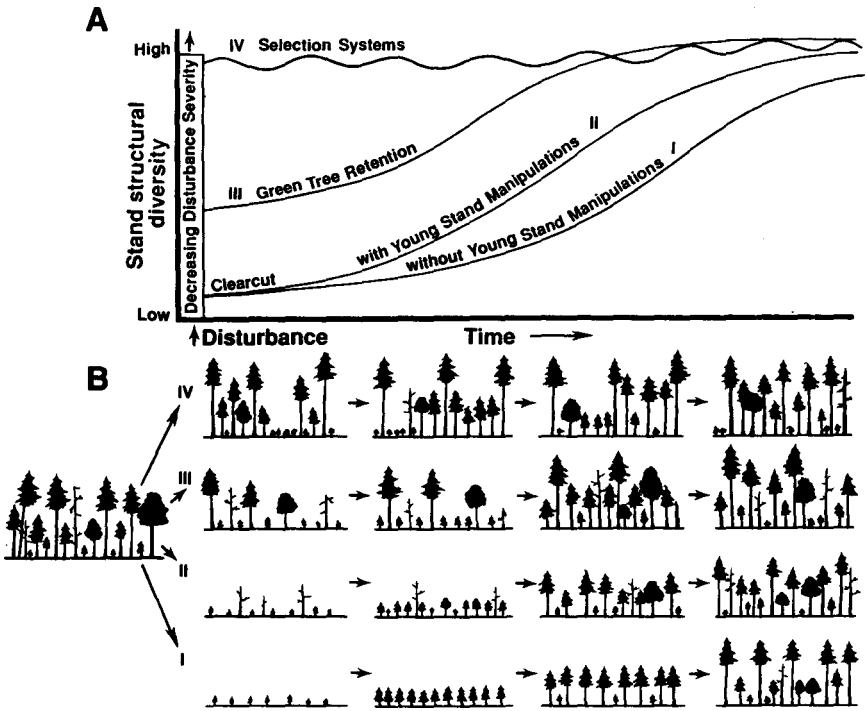 A
High
IV Selection Systems
Decreasing Disturbance Severity
Stand structural
diversity
III Green Tree Retention
II
with Young Stand Manipulations
I
without Young Stand Manipulations
Clearcut
Low
Disturbance
Time
B
IV
III
II
I